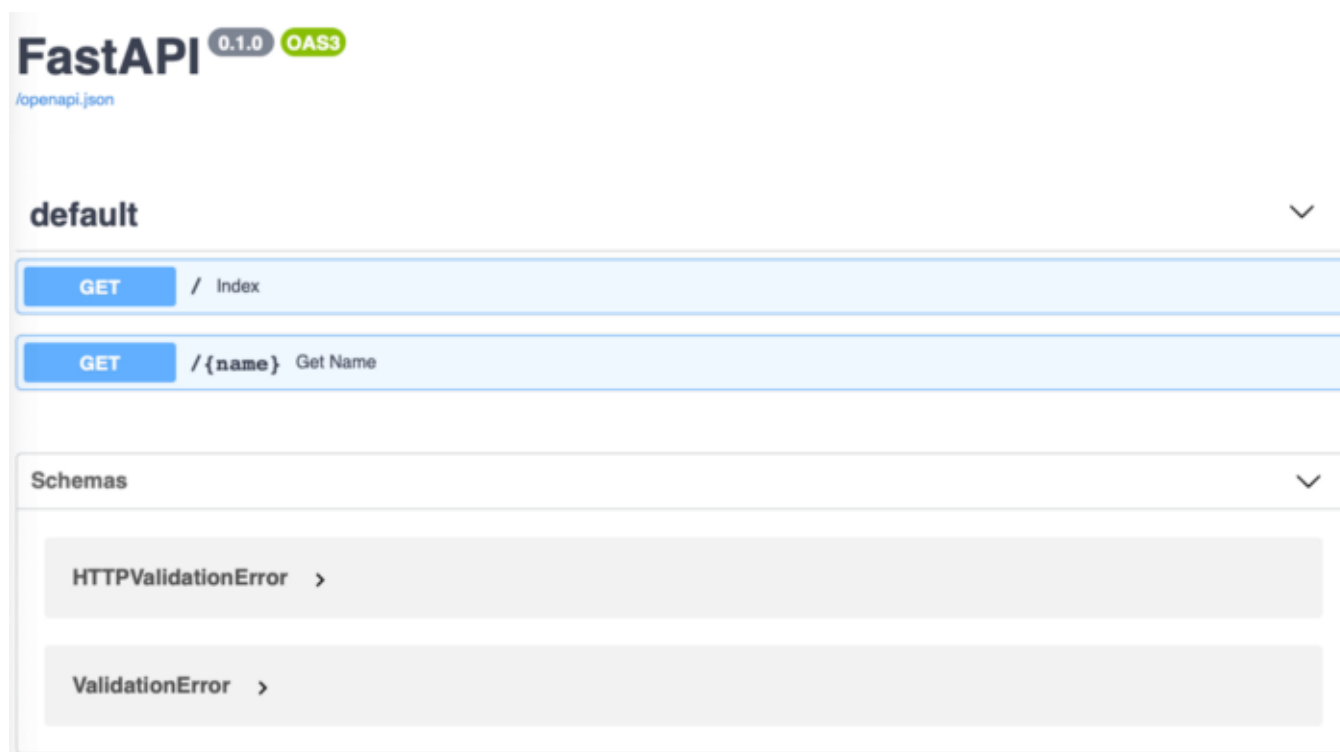 FastAPI 0.1.0 OAS3
/openapi.json
default
GET / Index
GET /{name} Get Name
Schemas
HTTPValidationError
ValidationError